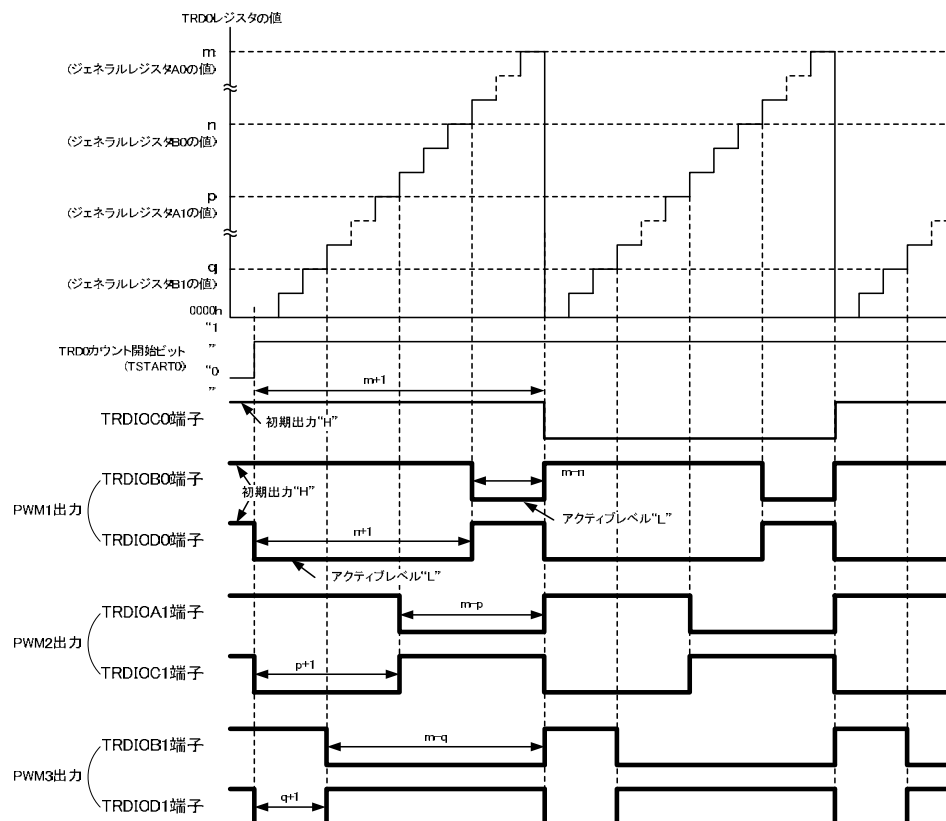 TRD0レジスタの値
m
(ジェネラルレジスタA0の値)
n
(ジェネラルレジスタB0の値)
p
(ジェネラルレジスタA1の値)
q
(ジェネラルレジスタB1の値)
0000h
“1
”
TRD0カウント開始ビット
(TSTART0)
“0
”
m+1
TRDIOC0端子
初期出力“H”
TRDIOB0端子
m-n
初期出力“H”
PWM1出力
アクティブレベル“L”
TRDIOD0端子
n+1
アクティブレベル“L”
TRDIOA1端子
m-p
PWM2出力
TRDIOC1端子
p+1
TRDIOB1端子
m-q
PWM3出力
TRDIOD1端子
q+1